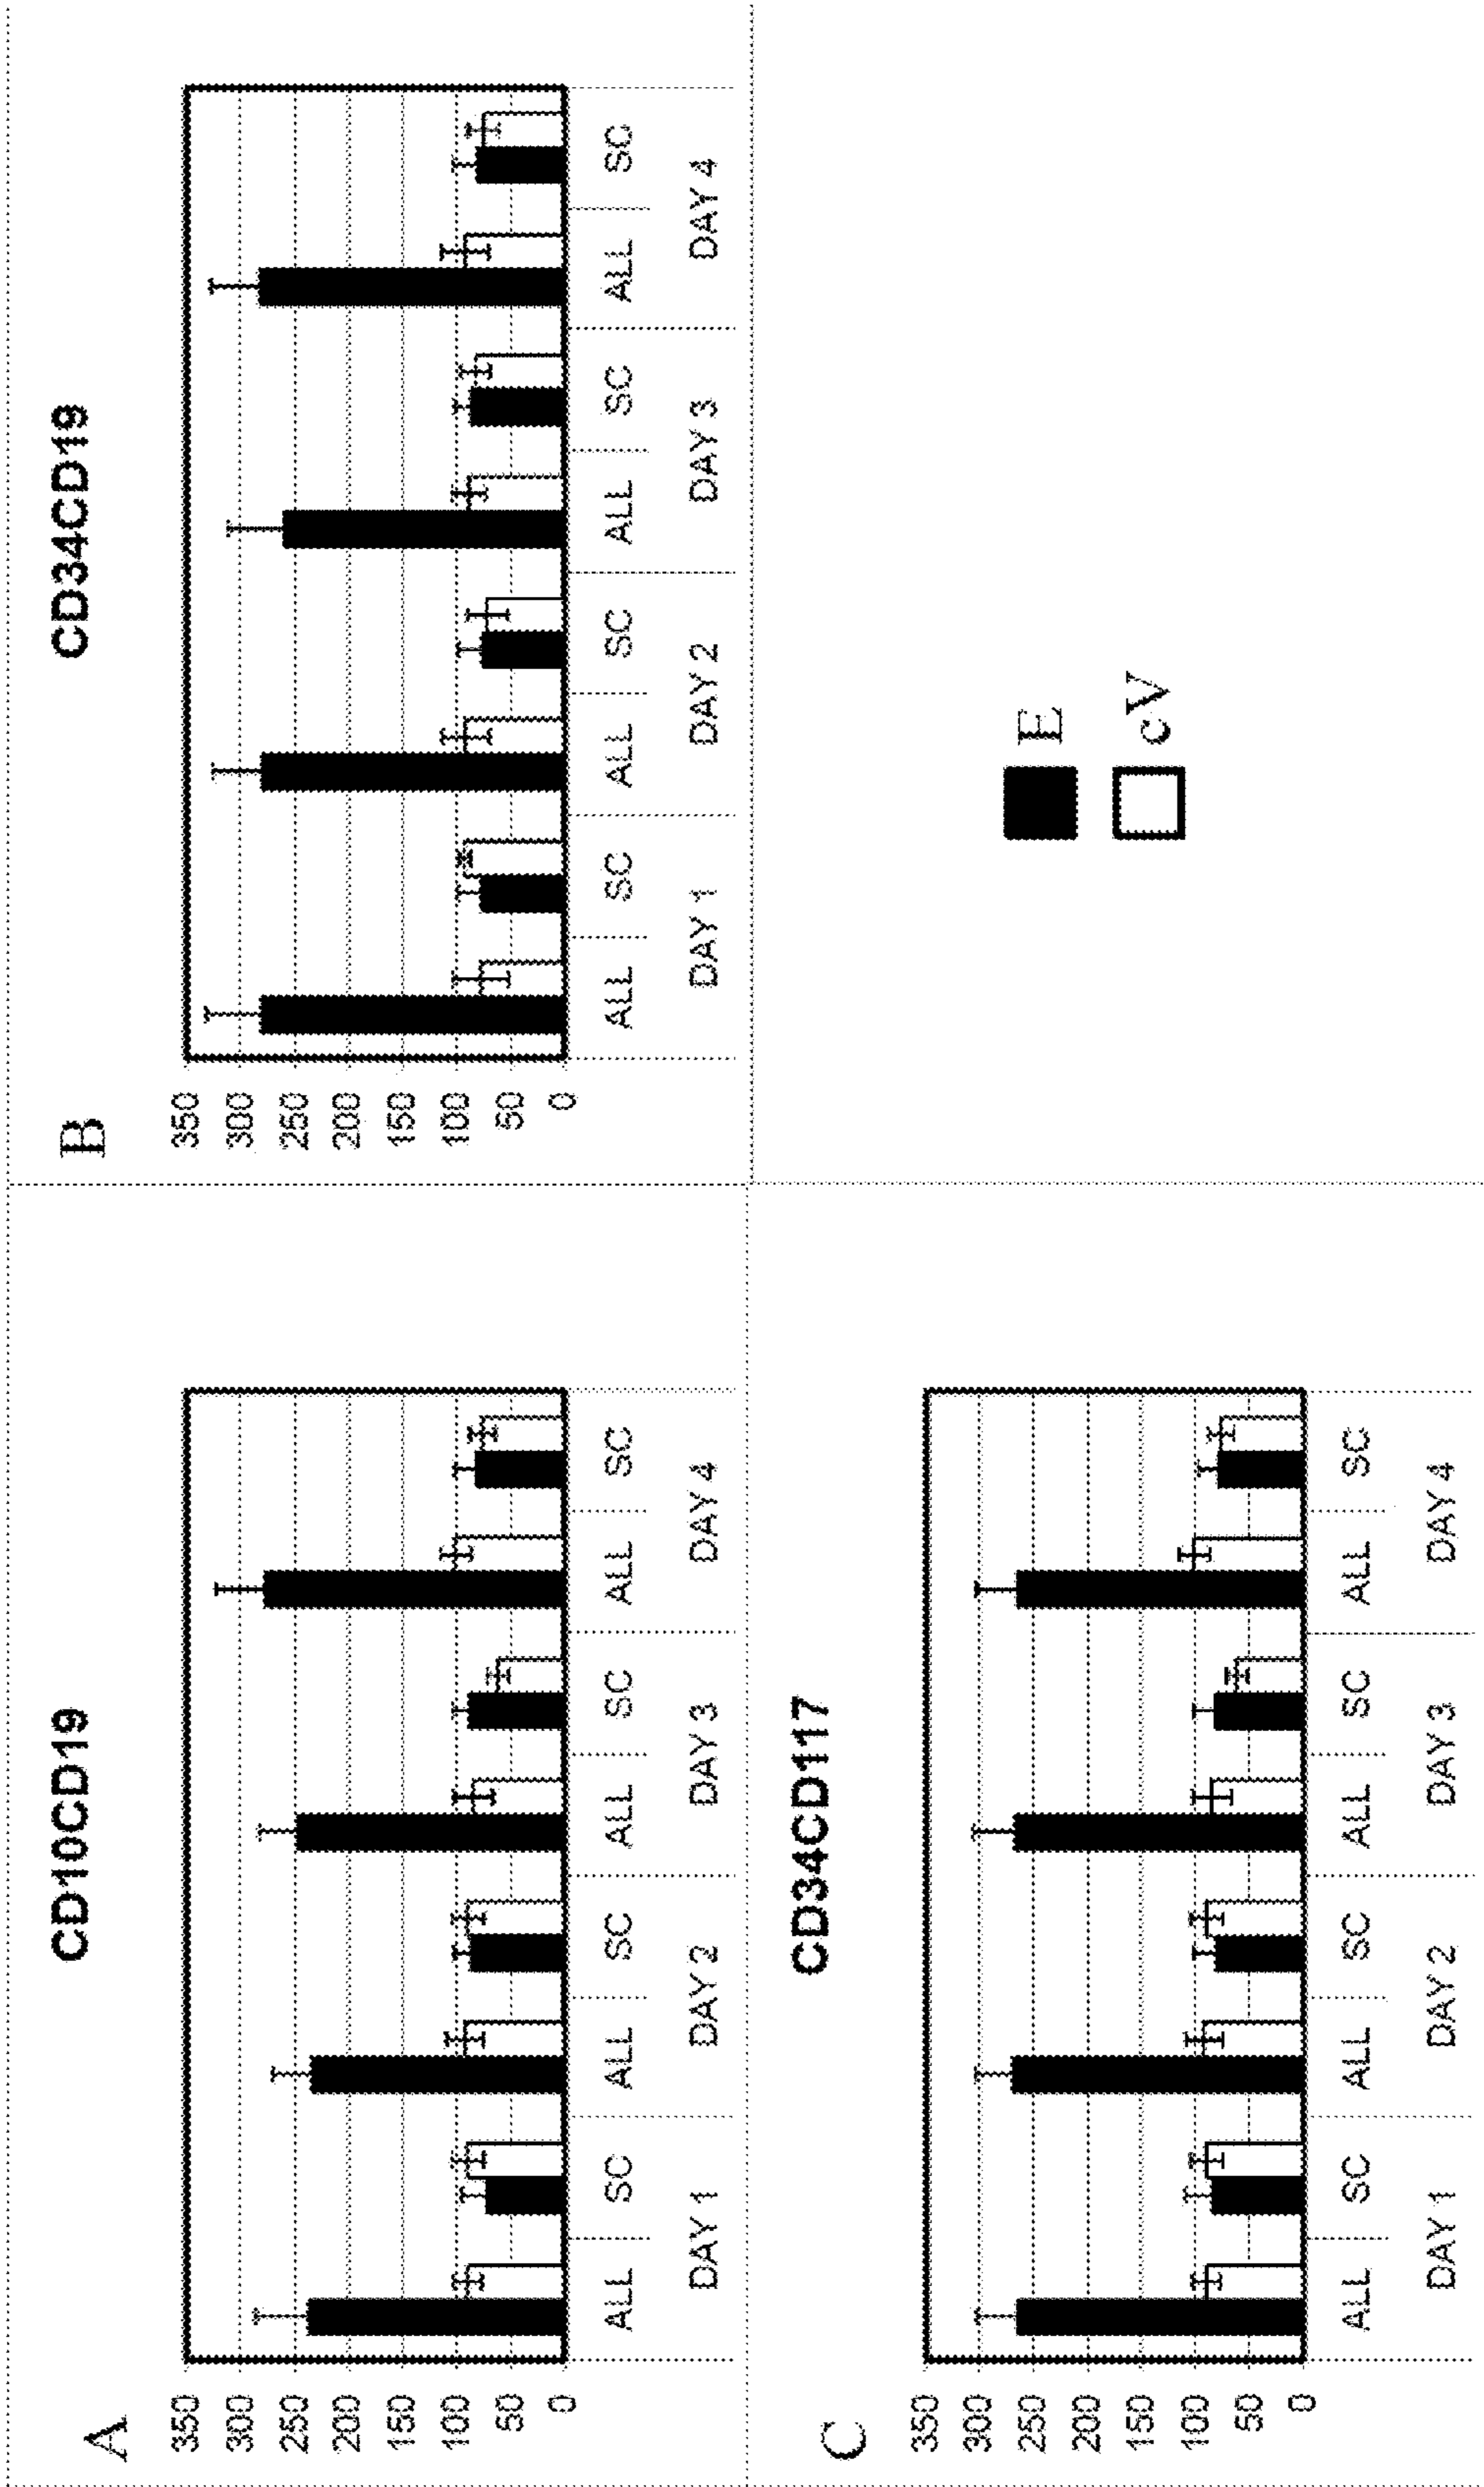 A
CD10CD19
350
300
250
200
150
100
50
0
ALL SC ALL SC ALL SC ALL SC
DAY 1 DAY 2 DAY 3 DAY 4
B
CD34CD19
350
300
250
200
150
100
50
0
ALL SC ALL SC ALL SC ALL SC
DAY 1 DAY 2 DAY 3 DAY 4
C
CD34CD117
350
300
250
200
150
100
50
0
ALL SC ALL SC ALL SC ALL SC
DAY 1 DAY 2 DAY 3 DAY 4
E
cV